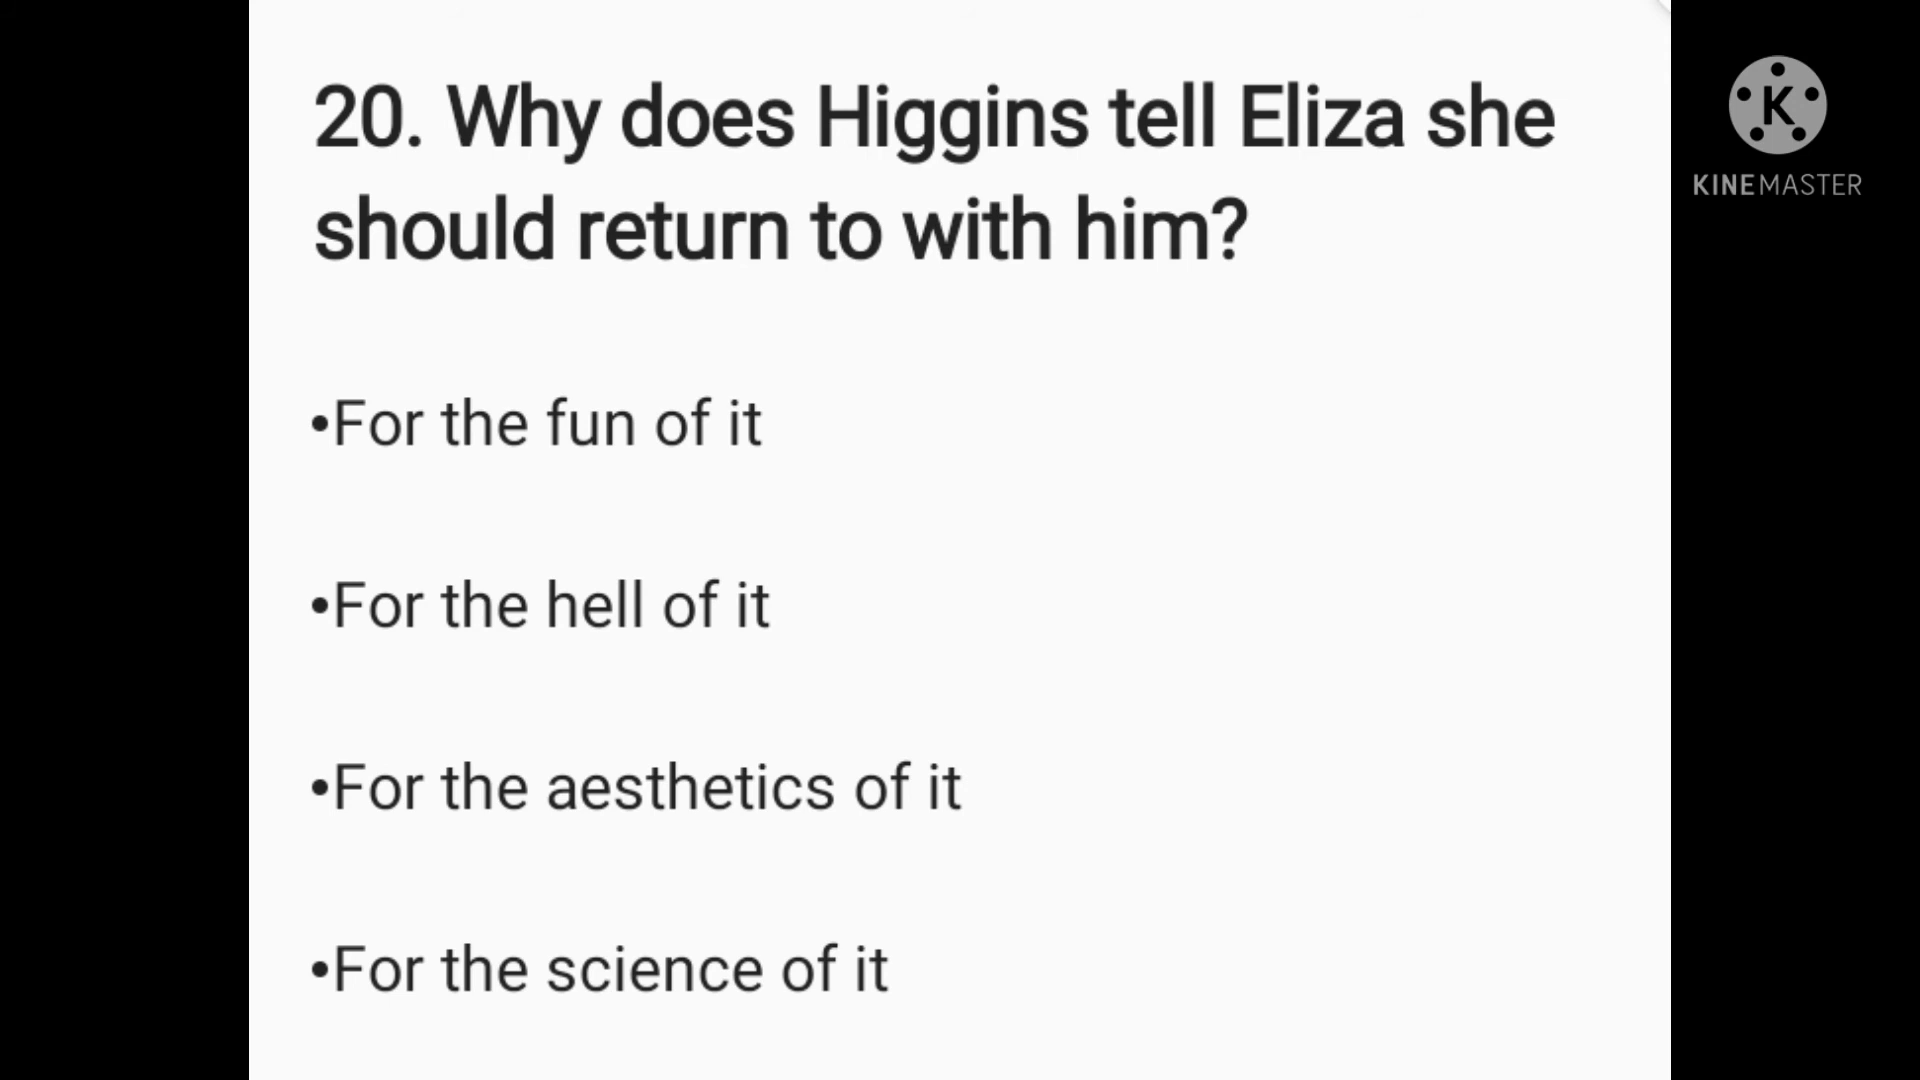 20. Why does Higgins tell Eliza she
should return to with him?
K
KINEMASTER
•For the fun of it
•For the hell of it
•For the aesthetics of it
•For the science of it